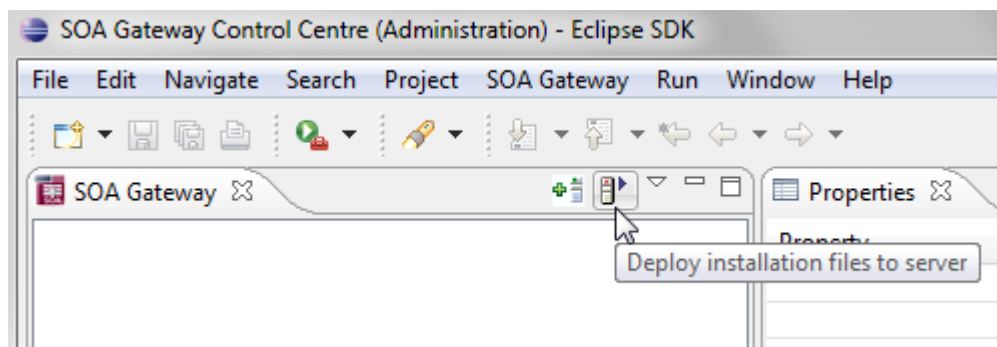 SOA Gateway Control Centre (Administration) - Eclipse SDK
File Edit Navigate Search Project SOA Gateway Run Window Help
SOA Gateway
Properties
Property
Deploy installation files to server